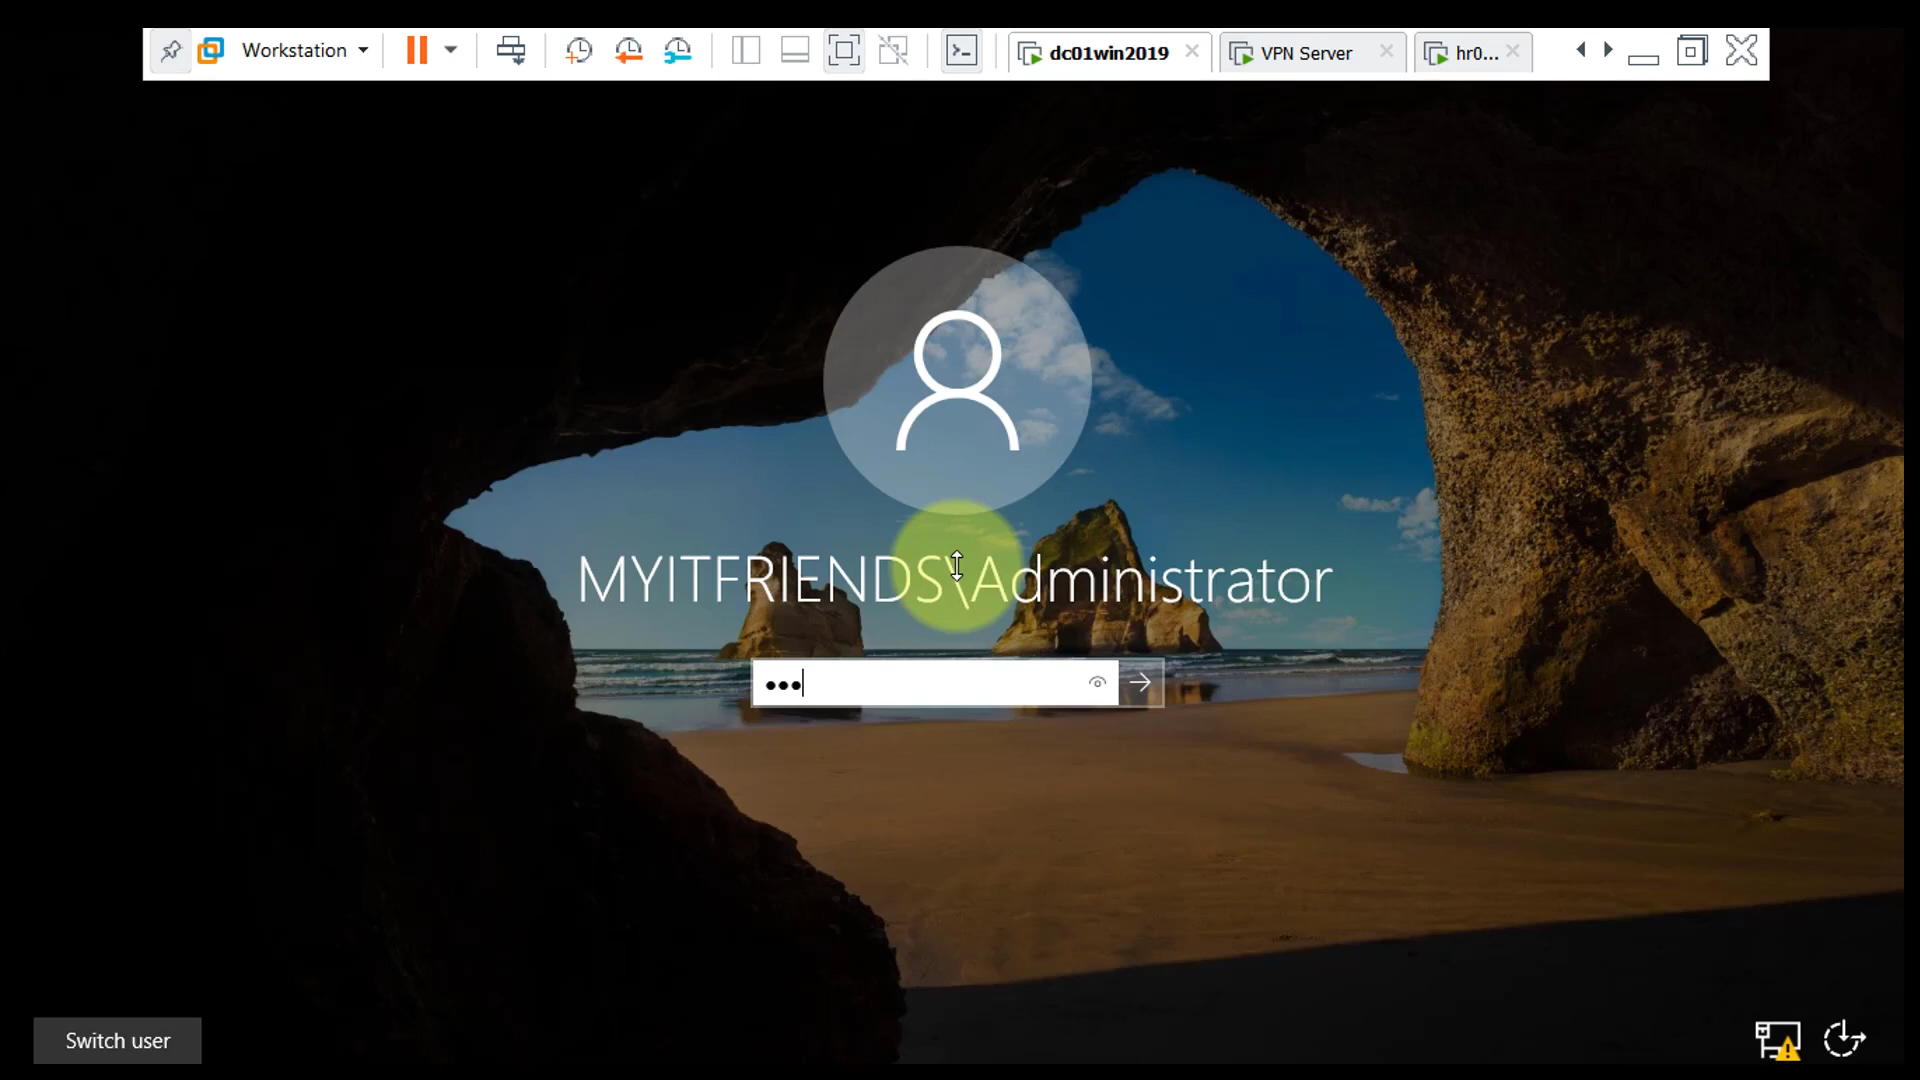 Workstation
dc01win2019
VPN Server
hr0...
MYITFRIENDS\Administrator
Switch user